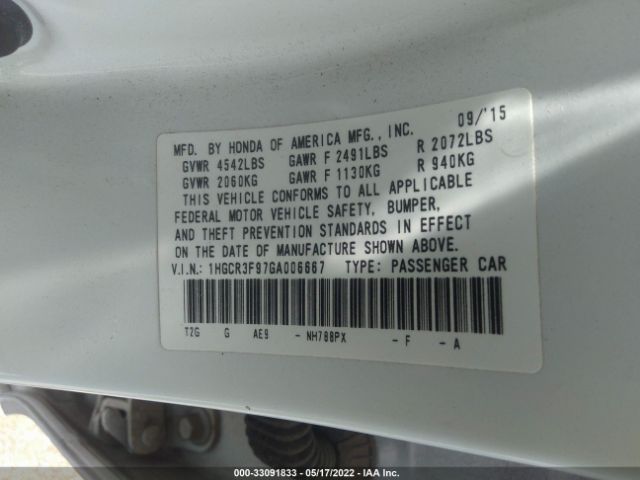 MFD. BY HONDA OF AMERICA MFG., INC. 09/'15
GVWR 4542LBS GAWR F 2491LBS R 2072LBS
GVWR 2060KG GAWR F 1130KG R 940KG
THIS VEHICLE CONFORMS TO ALL APPLICABLE
FEDERAL MOTOR VEHICLE SAFETY, BUMPER,
AND THEFT PREVENTION STANDARDS IN EFFECT
ON THE DATE OF MANUFACTURE SHOWN ABOVE.
V.I.N.: 1HGCR3F97GA006667 TYPE: PASSENGER CAR
T2G G AE9 - NH788PX - F - A
000-33091833 - 05/17/2022 - IAA Inc.